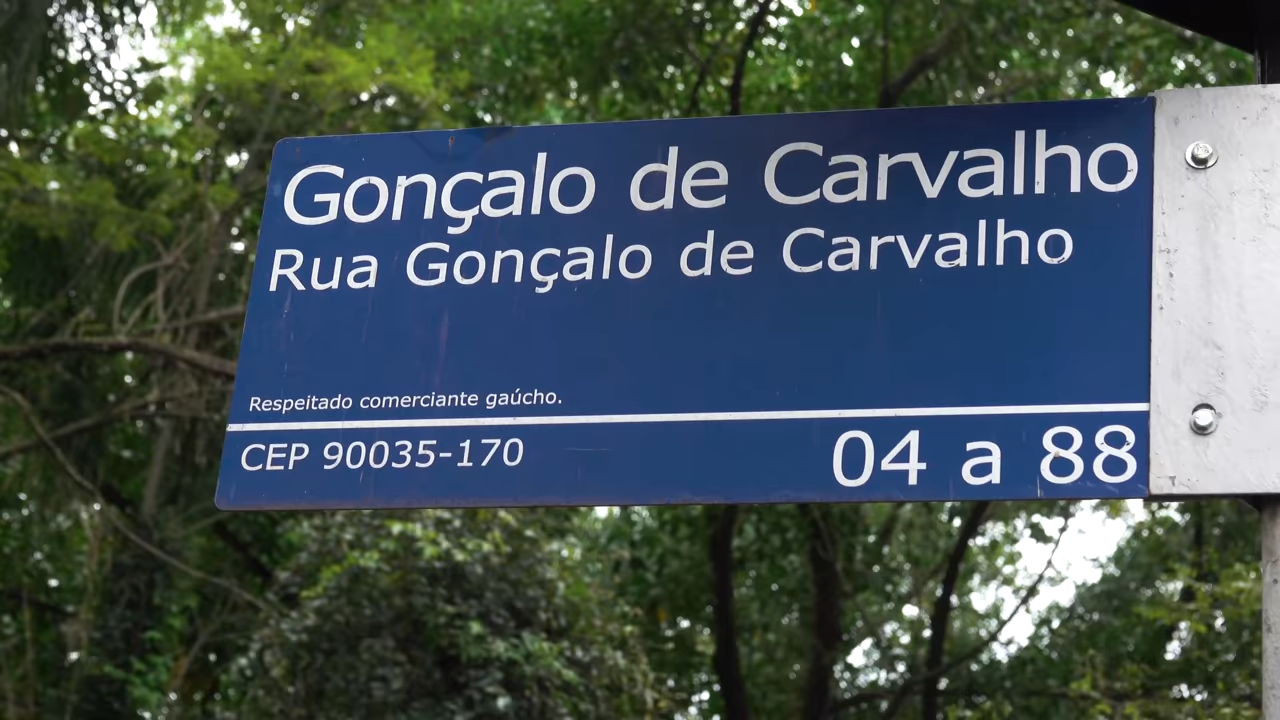 Gonçalo de Carvalho
Rua Gonçalo de Carvalho
Respeitado comerciante gaúcho.
CEP 90035-170
04 a 88